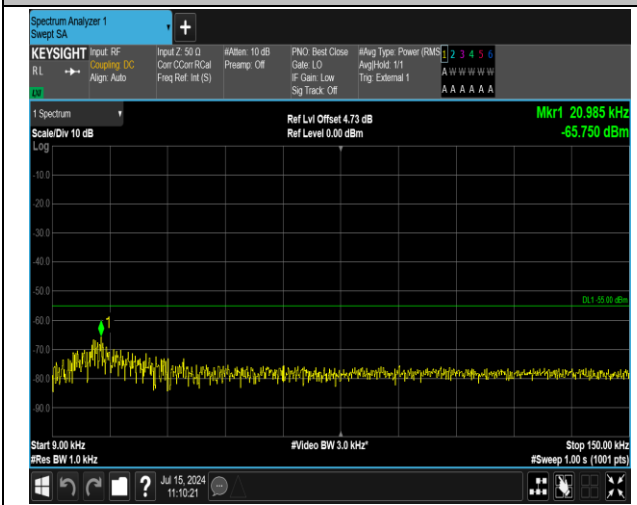 Spectrum Analyzer 1
Swept SA
+
KEYSIGHT
RL
Input: RF
Coupling: DC
Align: Auto
Input Z: 50 Ω
Corr CCorr RCal
Freq Ref: Int (S)
#Atten: 10 dB
Preamp: Off
PNO: Best Close
Gate: LO
IF Gain: Low
Sig Track: Off
#Avg Type: Power (RMS
Avg|Hold: 1/1
Trig: External 1
1 2 3 4 5 6
A W W W W W
A A A A A A
1 Spectrum
Scale/Div 10 dB
Log
Ref Lvl Offset 4.73 dB
Ref Level 0.00 dBm
Mkr1 20.985 kHz
-65.750 dBm
-10.0
-20.0
-30.0
-40.0
-50.0
DL1 -55.00 dBm
-60.0
1
-70.0
-80.0
-90.0
Start 9.00 kHz
#Res BW 1.0 kHz
#Video BW 3.0 kHz*
Stop 150.00 kHz
#Sweep 1.00 s (1001 pts)
?
Jul 15, 2024
11:10:21